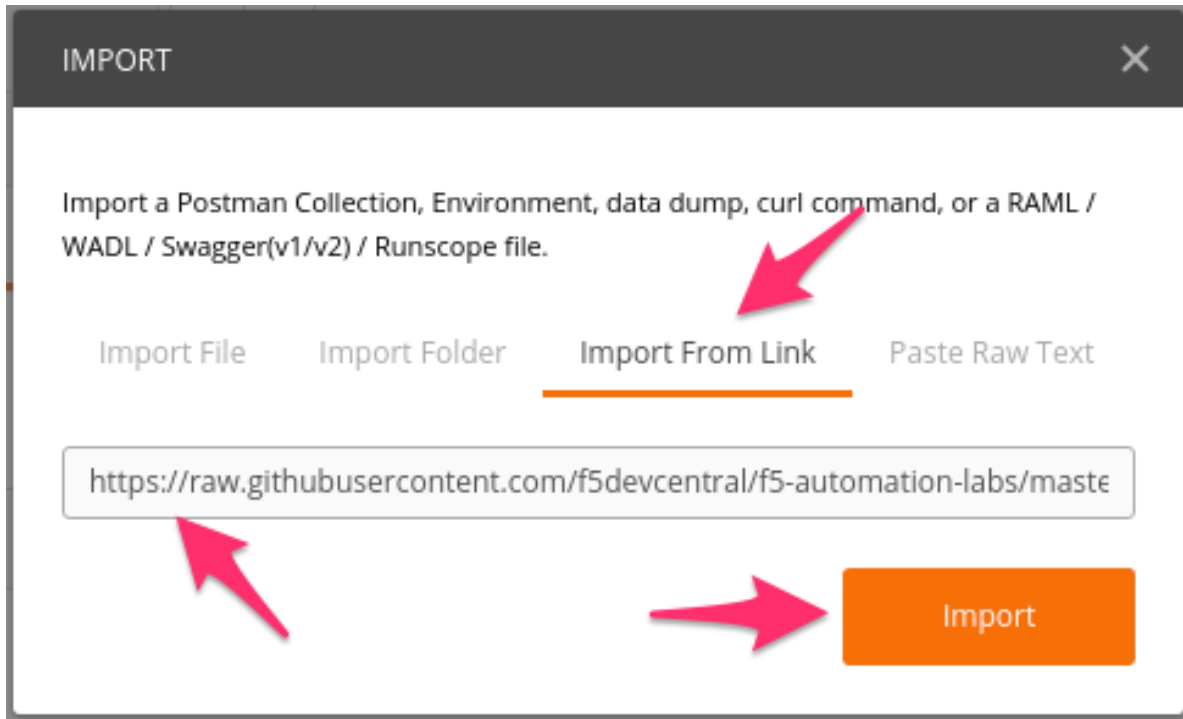 IMPORT
Import a Postman Collection, Environment, data dump, curl command, or a RAML /
WADL / Swagger(v1/v2) / Runscope file.
Import File Import Folder Import From Link Paste Raw Text
https://raw.githubusercontent.com/f5devcentral/f5-automation-labs/maste
Import